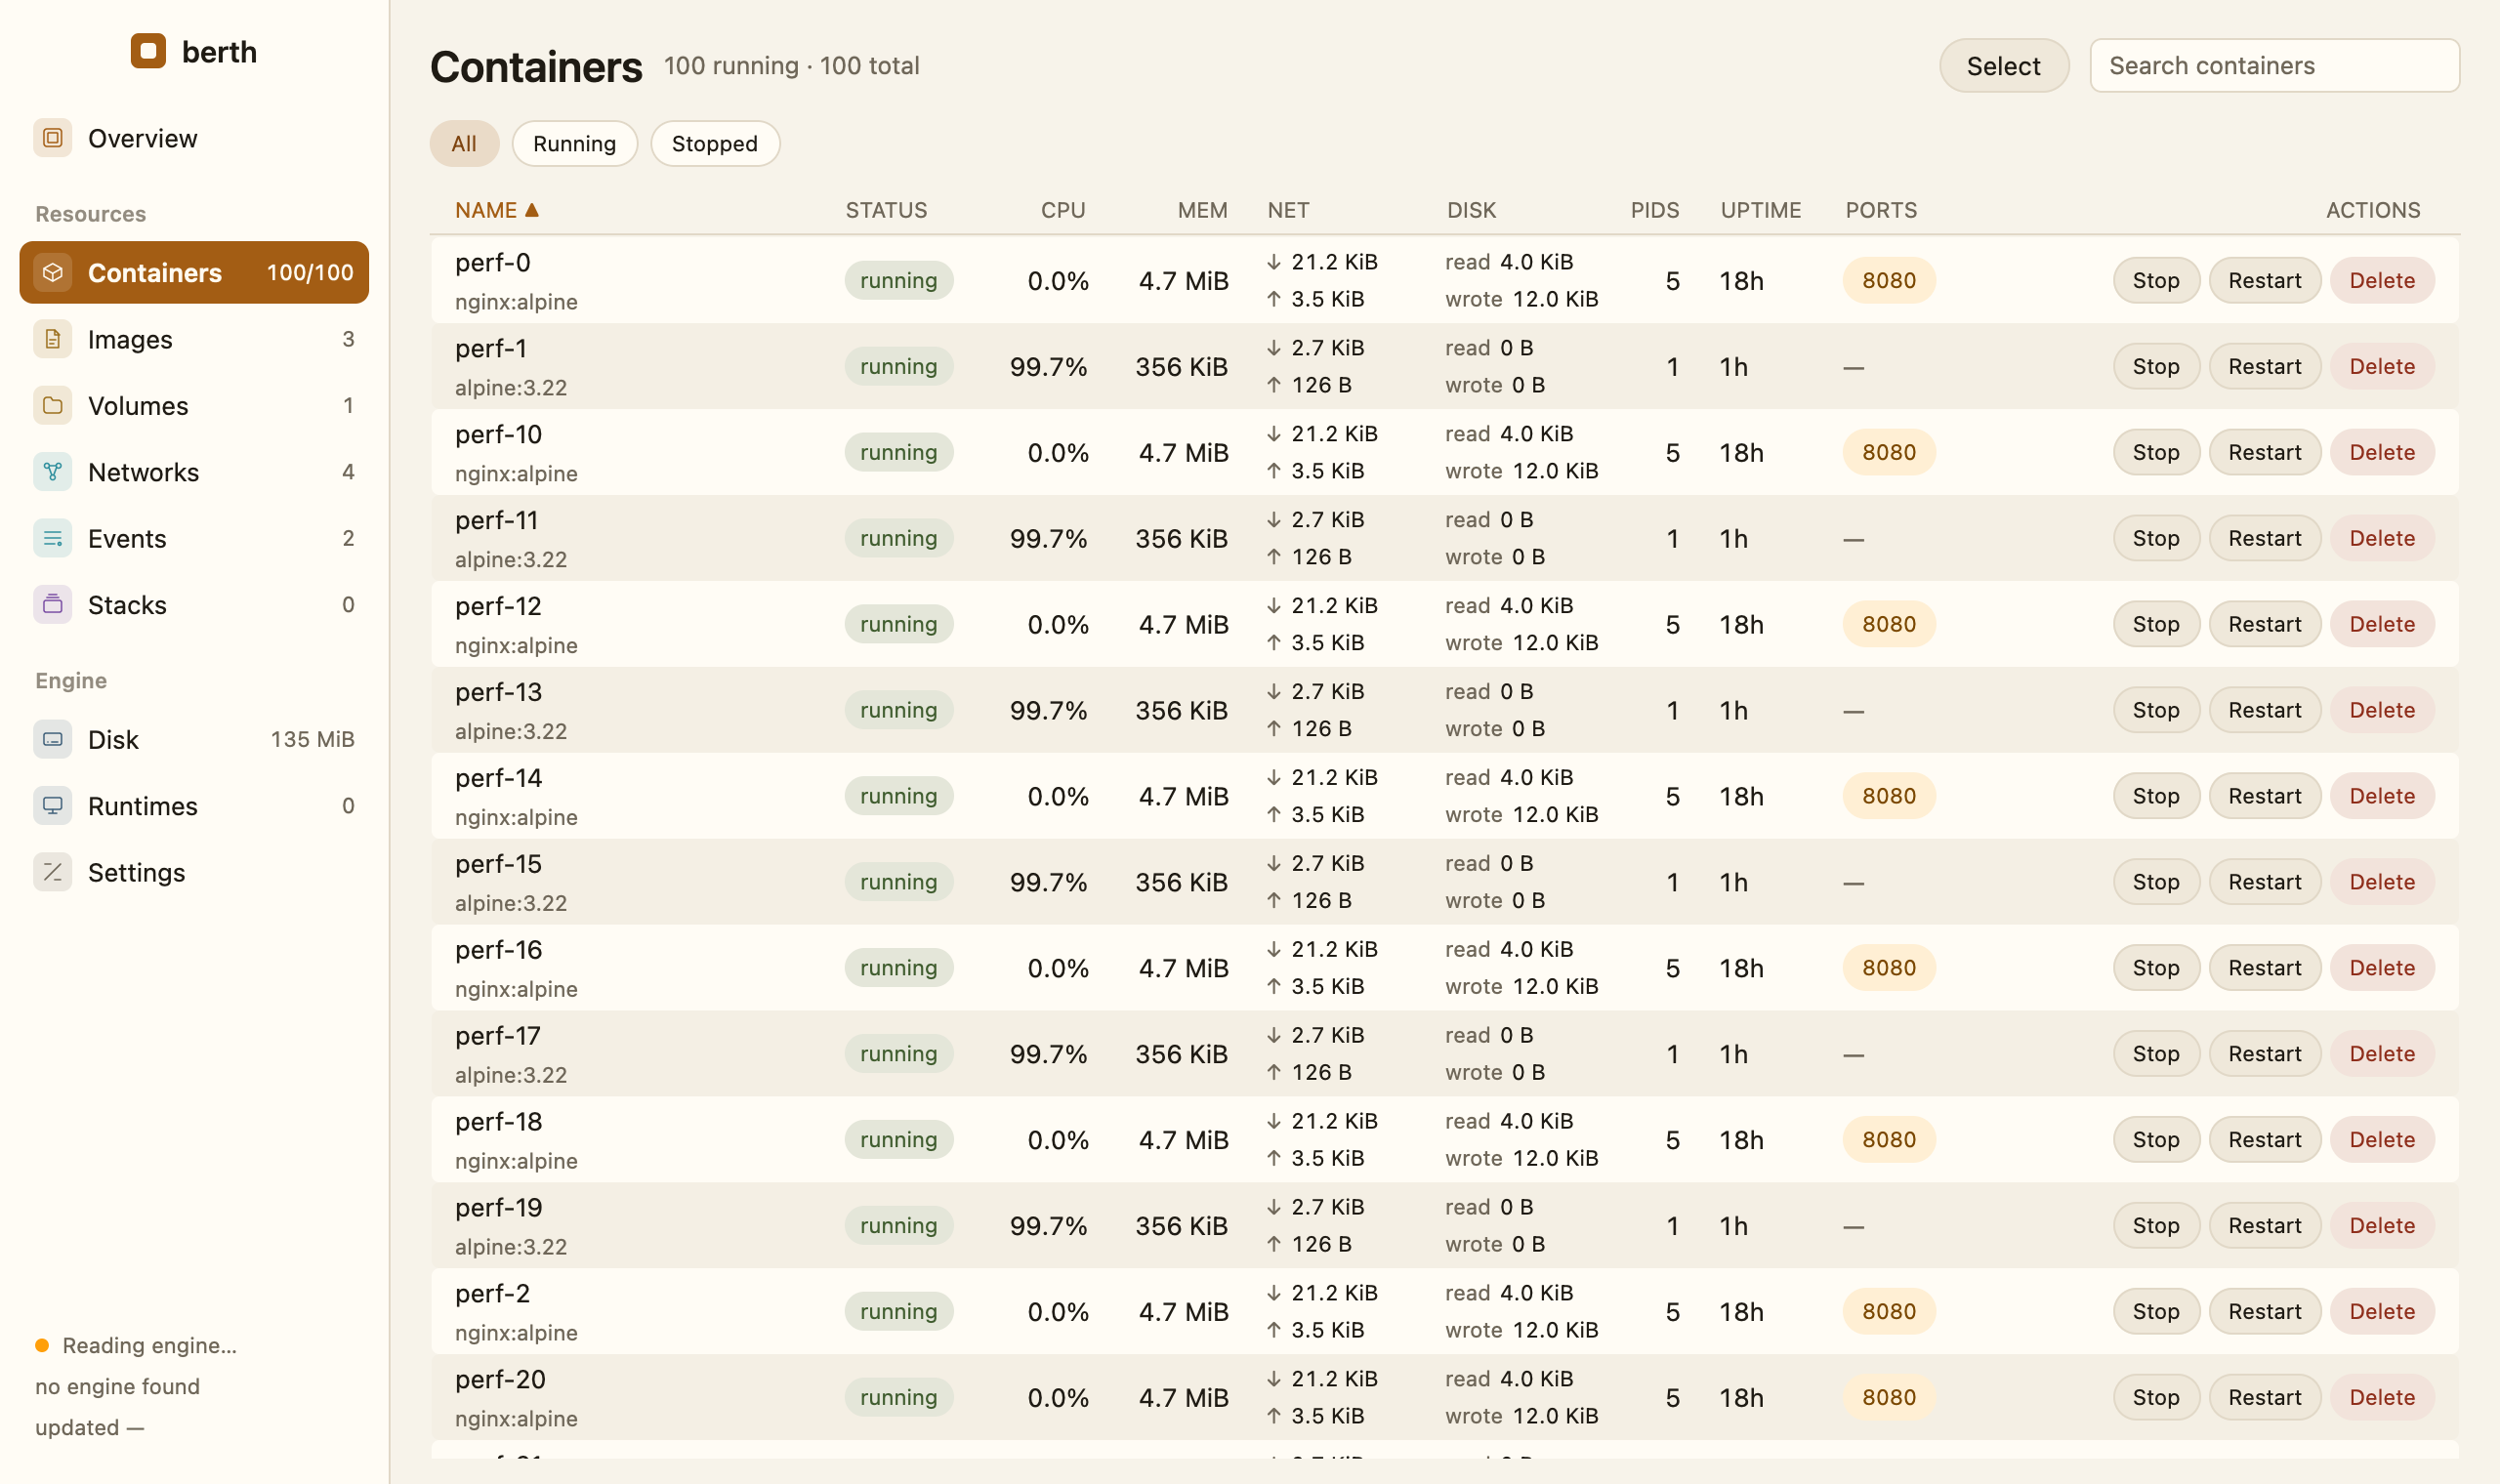 berth
Overview
Resources
Containers 100/100
Images 3
Volumes 1
Networks 4
Events 2
Stacks 0
Engine
Disk 135 MiB
Runtimes 0
Settings
Reading engine...
no engine found
updated —
Containers 100 running · 100 total
Select
Search containers
All Running Stopped
NAME ▲ STATUS CPU MEM NET DISK PIDS UPTIME PORTS ACTIONS
perf-0 ↓ 21.2 KiB read 4.0 KiB
running 0.0% 4.7 MiB 5 18h 8080 Stop Restart Delete
nginx:alpine ↑ 3.5 KiB wrote 12.0 KiB
perf-1 ↓ 2.7 KiB read 0 B
running 99.7% 356 KiB 1 1h — Stop Restart Delete
alpine:3.22 ↑ 126 B wrote 0 B
perf-10 ↓ 21.2 KiB read 4.0 KiB
running 0.0% 4.7 MiB 5 18h 8080 Stop Restart Delete
nginx:alpine ↑ 3.5 KiB wrote 12.0 KiB
perf-11 ↓ 2.7 KiB read 0 B
running 99.7% 356 KiB 1 1h — Stop Restart Delete
alpine:3.22 ↑ 126 B wrote 0 B
perf-12 ↓ 21.2 KiB read 4.0 KiB
running 0.0% 4.7 MiB 5 18h 8080 Stop Restart Delete
nginx:alpine ↑ 3.5 KiB wrote 12.0 KiB
perf-13 ↓ 2.7 KiB read 0 B
running 99.7% 356 KiB 1 1h — Stop Restart Delete
alpine:3.22 ↑ 126 B wrote 0 B
perf-14 ↓ 21.2 KiB read 4.0 KiB
running 0.0% 4.7 MiB 5 18h 8080 Stop Restart Delete
nginx:alpine ↑ 3.5 KiB wrote 12.0 KiB
perf-15 ↓ 2.7 KiB read 0 B
running 99.7% 356 KiB 1 1h — Stop Restart Delete
alpine:3.22 ↑ 126 B wrote 0 B
perf-16 ↓ 21.2 KiB read 4.0 KiB
running 0.0% 4.7 MiB 5 18h 8080 Stop Restart Delete
nginx:alpine ↑ 3.5 KiB wrote 12.0 KiB
perf-17 ↓ 2.7 KiB read 0 B
running 99.7% 356 KiB 1 1h — Stop Restart Delete
alpine:3.22 ↑ 126 B wrote 0 B
perf-18 ↓ 21.2 KiB read 4.0 KiB
running 0.0% 4.7 MiB 5 18h 8080 Stop Restart Delete
nginx:alpine ↑ 3.5 KiB wrote 12.0 KiB
perf-19 ↓ 2.7 KiB read 0 B
running 99.7% 356 KiB 1 1h — Stop Restart Delete
alpine:3.22 ↑ 126 B wrote 0 B
perf-2 ↓ 21.2 KiB read 4.0 KiB
running 0.0% 4.7 MiB 5 18h 8080 Stop Restart Delete
nginx:alpine ↑ 3.5 KiB wrote 12.0 KiB
perf-20 ↓ 21.2 KiB read 4.0 KiB
running 0.0% 4.7 MiB 5 18h 8080 Stop Restart Delete
nginx:alpine ↑ 3.5 KiB wrote 12.0 KiB